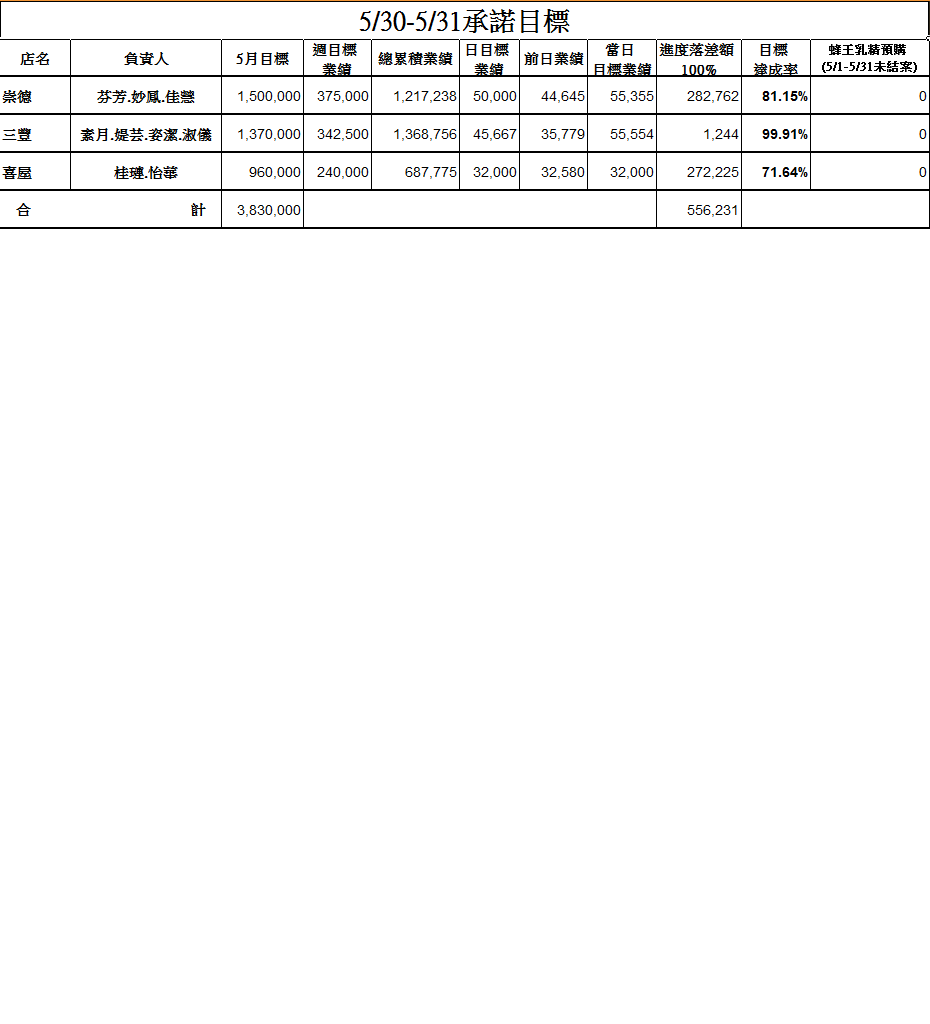 5/30-5/31承諾目標
店名 負責人 5月目標 週目標業績 總累積業績 日目標業績 前日業績 當日目標業績 進度落差額100% 目標達成率 蜂王乳精預購(5/1-5/31未結案)
崇德 芬芳.妙鳳.佳慧 1,500,000 375,000 1,217,238 50,000 44,645 55,355 282,762 81.15% 0
三豐 素月.媞芸.姿潔.淑儀 1,370,000 342,500 1,368,756 45,667 35,779 55,554 1,244 99.91% 0
喜屋 桂璉.怡華 960,000 240,000 687,775 32,000 32,580 32,000 272,225 71.64% 0
合 計 3,830,000 556,231